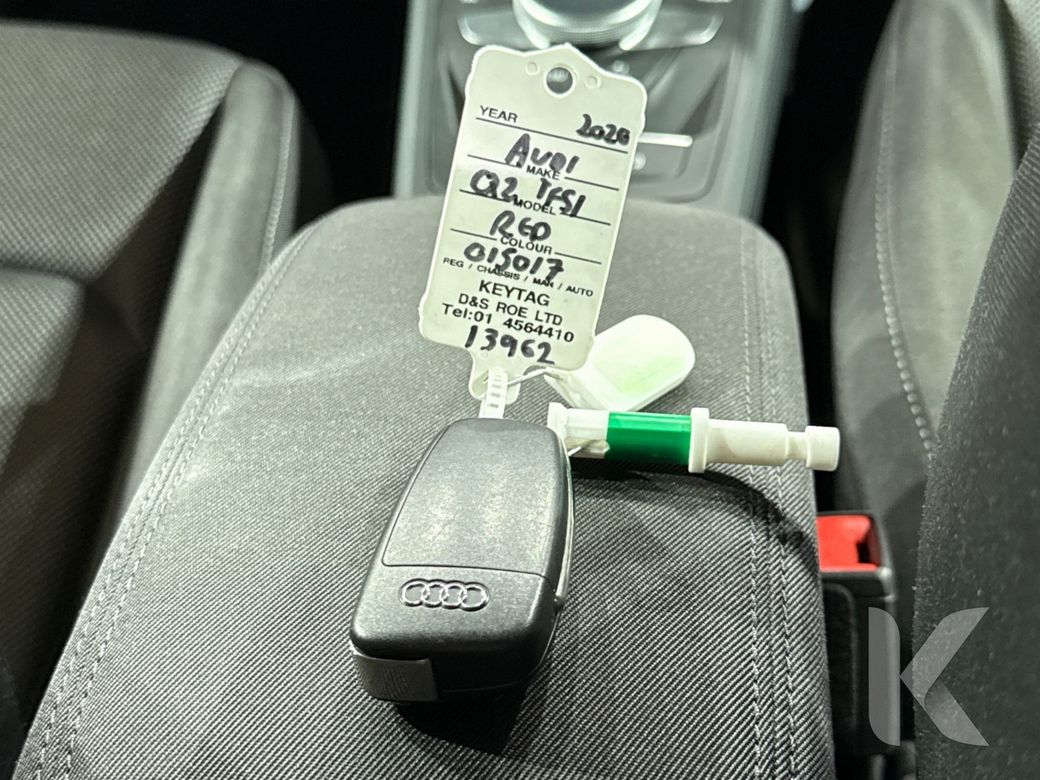 YEAR 2020
AUDI
MAKE
Q2 TFSI
MODEL
RED
COLOUR
015017
REG / CHASSIS / MAN / AUTO
KEYTAG
D&S ROE LTD
Tel:01 4564410
13962
K